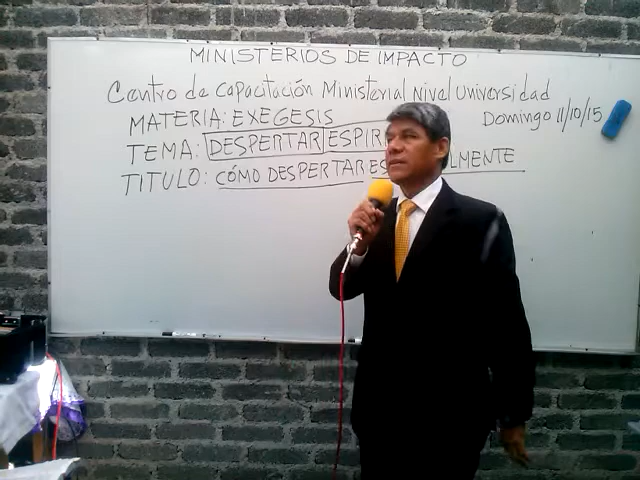 MINISTERIOS DE IMPACTO
Centro de Capacitación Ministerial Nivel Universidad
MATERIA: EXEGESIS Domingo 11/10/15
TEMA: DESPERTAR
TITULO: CÓMO DESPERTAR